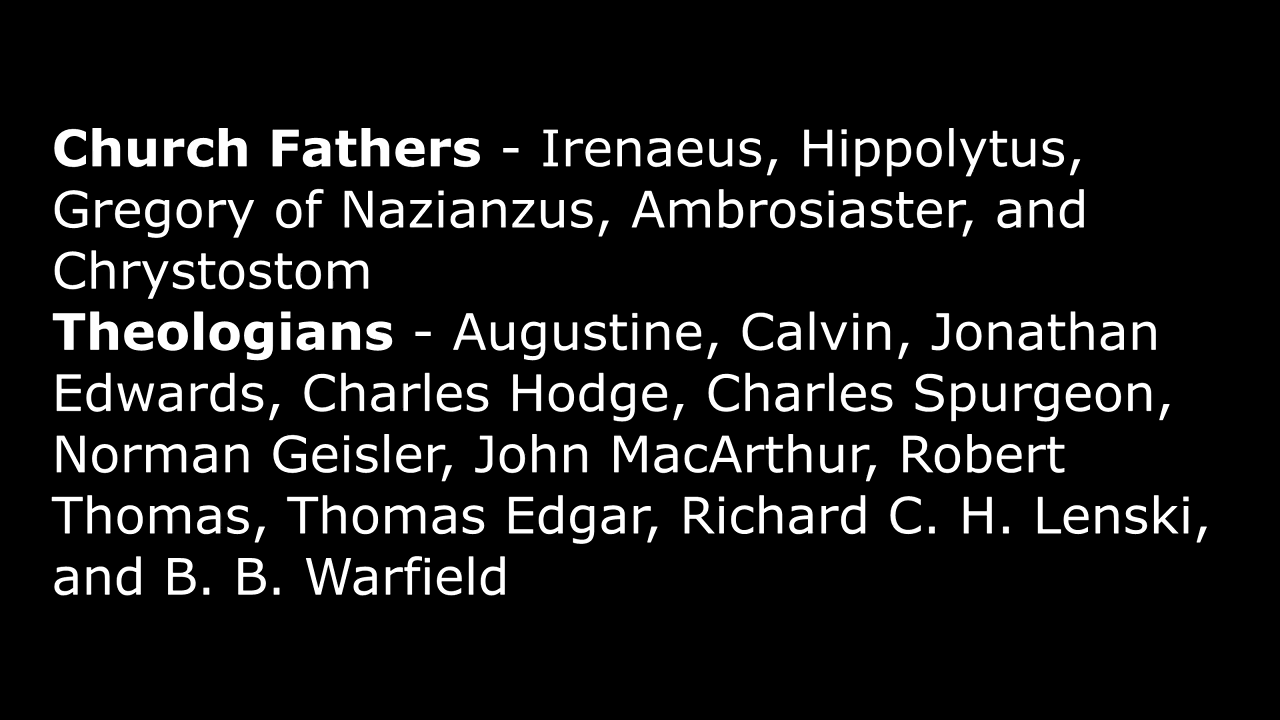 Church Fathers - Irenaeus, Hippolytus,
Gregory of Nazianzus, Ambrosiaster, and
Chrystostom
Theologians - Augustine, Calvin, Jonathan
Edwards, Charles Hodge, Charles Spurgeon,
Norman Geisler, John MacArthur, Robert
Thomas, Thomas Edgar, Richard C. H. Lenski,
and B. B. Warfield